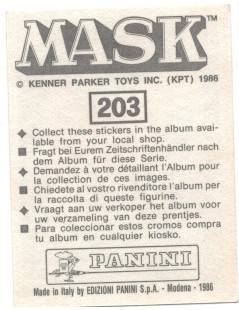 MASK™
© KENNER PARKER TOYS INC. (KPT) 1986
203
◆ Collect these stickers in the album avai-
lable from your local shop.
■ Fragt bei Eurem Zeitschriftenhändler nach
dem Album für diese Serie.
◆ Demandez à votre détaillant l'Album pour
la collection de ces images.
■ Chiedete al vostro rivenditore l'album per
la raccolta di queste figurine.
◆ Vraagt aan uw verkoper het album voor
uw verzameling van deze prentjes.
■ Para coleccionar estos cromos compra
tu album en cualquier kiosko.
PANINI
Made in Italy by EDIZIONI PANINI S.p.A. - Modena - 1986